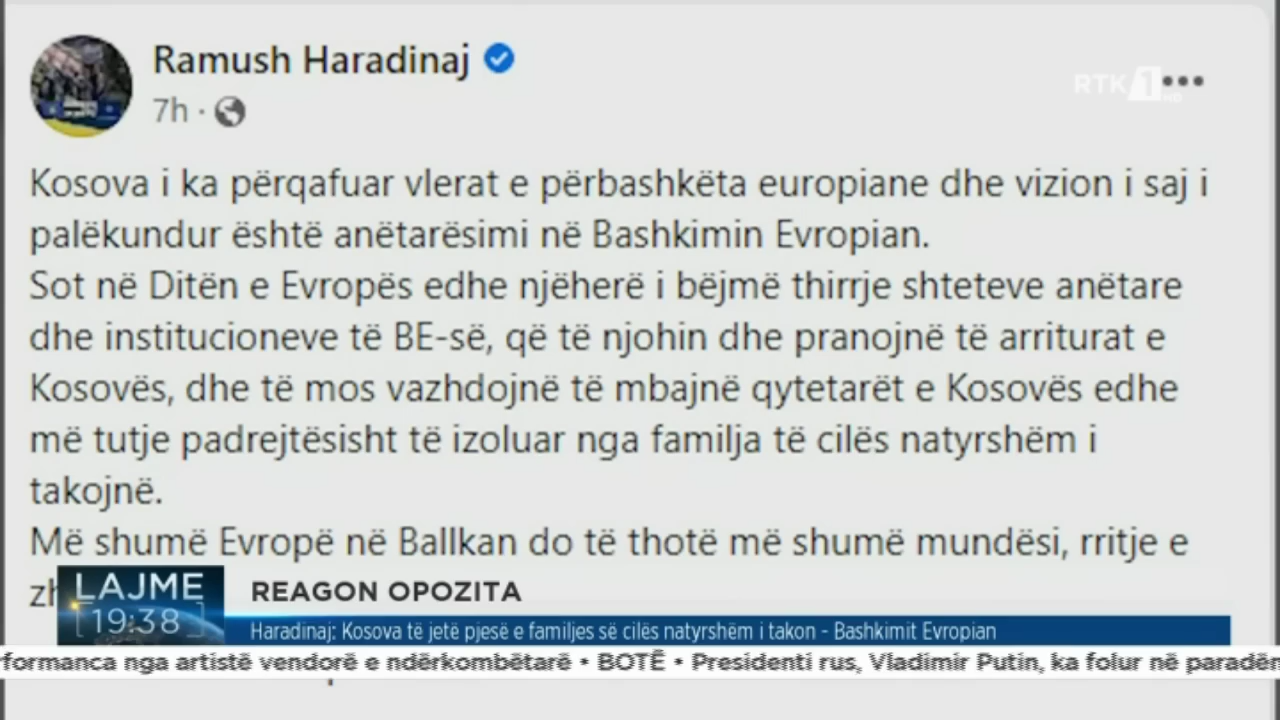 Ramush Haradinaj
7h ·
RTK 1 HD
Kosova i ka përqafuar vlerat e përbashkëta europiane dhe vizion i saj i
palëkundur është anëtarësimi në Bashkimin Evropian.
Sot në Ditën e Evropës edhe njëherë i bëjmë thirrje shteteve anëtare
dhe institucioneve të BE-së, që të njohin dhe pranojnë të arriturat e
Kosovës, dhe të mos vazhdojnë të mbajnë qytetarët e Kosovës edhe
më tutje padrejtësisht të izoluar nga familja të cilës natyrshëm i
takojnë.
Më shumë Evropë në Ballkan do të thotë më shumë mundësi, rritje e
LAJME
19:38
REAGON OPOZITA
Haradinaj: Kosova të jetë pjesë e familjes së cilës natyrshëm i takon - Bashkimit Evropian
nga artistë vendorë e ndërkombëtarë • BOTË • Presidenti rus, Vladimir Putin, ka folur në